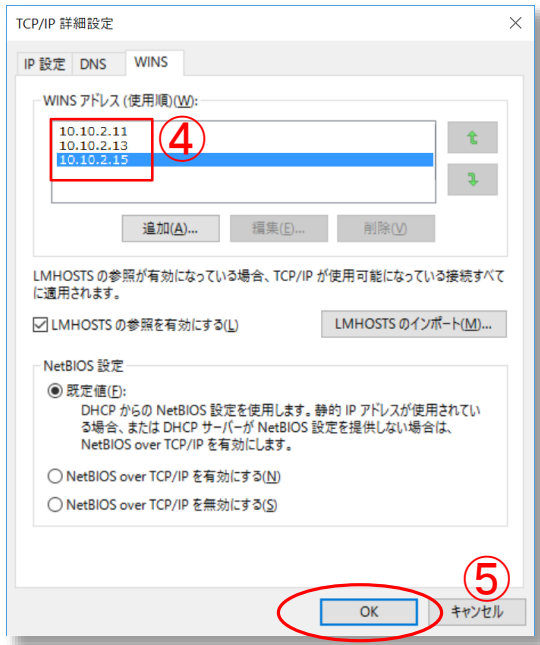 TCP/IP 詳細設定
IP 設定 DNS WINS
WINS アドレス (使用順)(W):
10.10.2.11
10.10.2.13
10.10.2.15
④
追加(A)... 編集(E)... 削除(V)
LMHOSTS の参照が有効になっている場合、TCP/IP が使用可能になっている接続すべて
に適用されます。
LMHOSTS の参照を有効にする(L) LMHOSTS のインポート(M)...
NetBIOS 設定
既定値(F):
DHCP からの NetBIOS 設定を使用します。静的 IP アドレスが使用されてい
る場合、または DHCP サーバーが NetBIOS 設定を提供しない場合は、
NetBIOS over TCP/IP を有効にします。
NetBIOS over TCP/IP を有効にする(N)
NetBIOS over TCP/IP を無効にする(S)
⑤
OK キャンセル